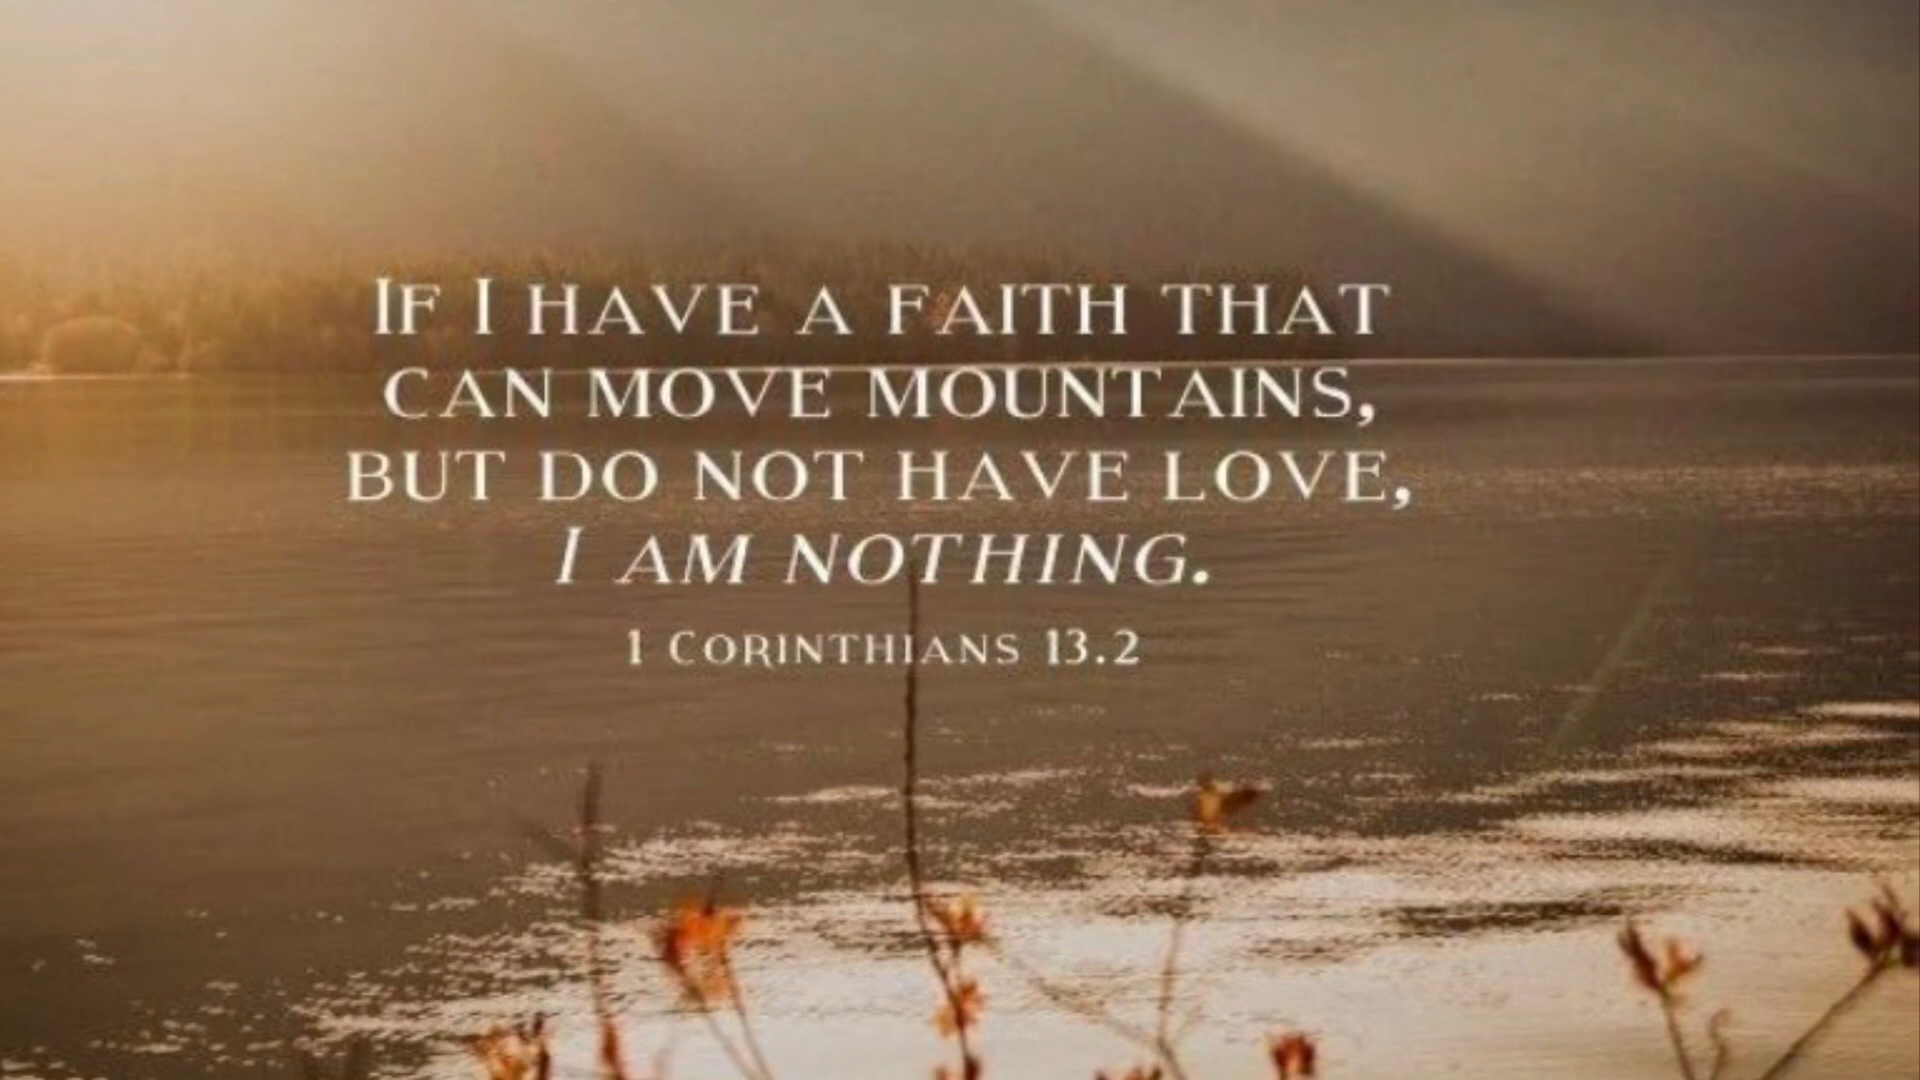 If I have a faith that
can move mountains,
but do not have love,
I am nothing.
1 Corinthians 13.2